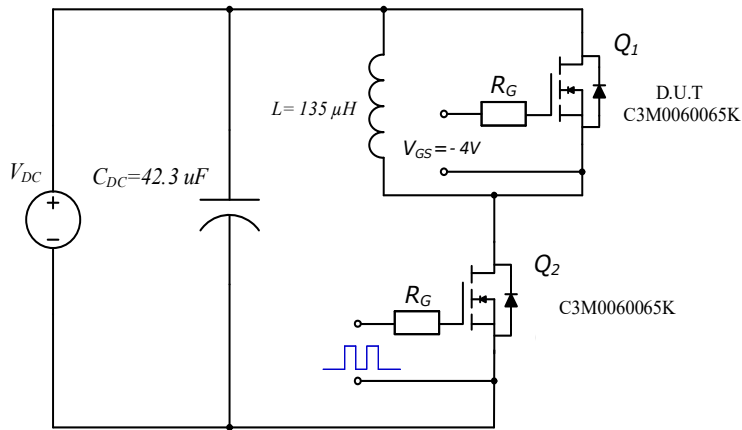 Q1
D.U.T
C3M0060065K
RG
L= 135 µH
VGS= - 4V
VDC
CDC=42.3 uF
Q2
RG
C3M0060065K